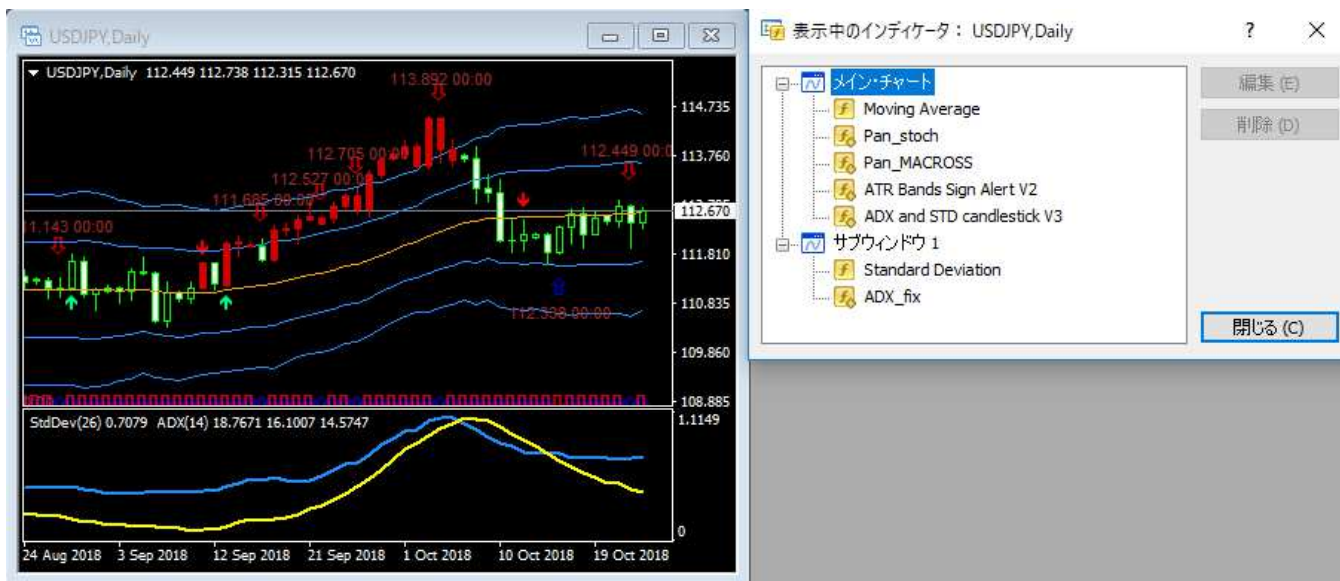 USDJPY,Daily
USDJPY,Daily 112.449 112.738 112.315 112.670
113.892 00:00
114.735
112.705 00:00
112.449 00:0
113.760
112.527 00:00
111.685 00:00
112.670
11.143 00:00
111.810
112.338 00:00
110.835
109.860
108.885
StdDev(26) 0.7079 ADX(14) 18.7671 16.1007 14.5747
1.1149
0
24 Aug 2018 3 Sep 2018 12 Sep 2018 21 Sep 2018 1 Oct 2018 10 Oct 2018 19 Oct 2018
表示中のインディケータ： USDJPY,Daily
?
メイン・チャート
Moving Average
Pan_stoch
Pan_MACROSS
ATR Bands Sign Alert V2
ADX and STD candlestick V3
サブウィンドウ 1
Standard Deviation
ADX_fix
編集 (E)
削除 (D)
閉じる (C)